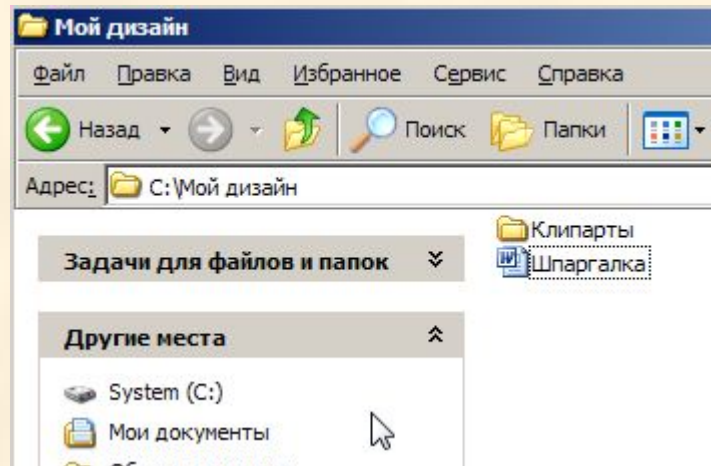 Мой дизайн
Файл Правка Вид Избранное Сервис Справка
Назад Поиск Папки
Адрес: C:\Мой дизайн
Клипарты
Шпаргалка
Задачи для файлов и папок
Другие места
System (C:)
Мои документы